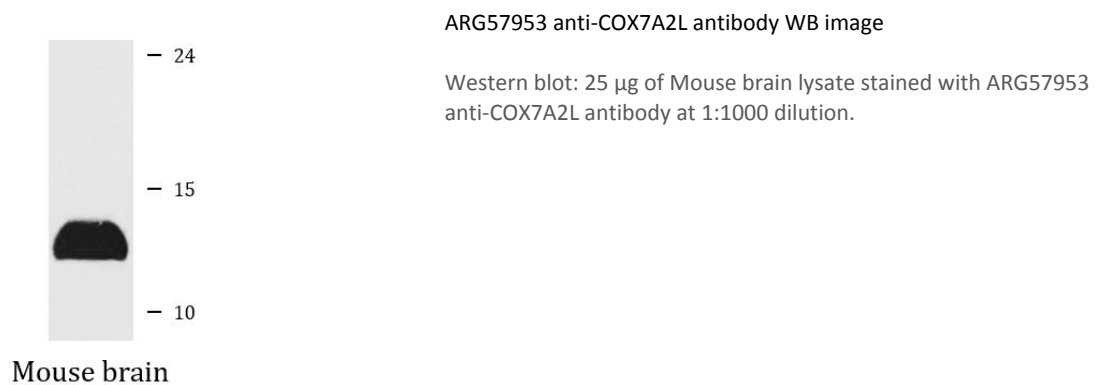 ARG57953 anti-COX7A2L antibody WB image
Western blot: 25 µg of Mouse brain lysate stained with ARG57953
anti-COX7A2L antibody at 1:1000 dilution.
24
15
10
Mouse brain